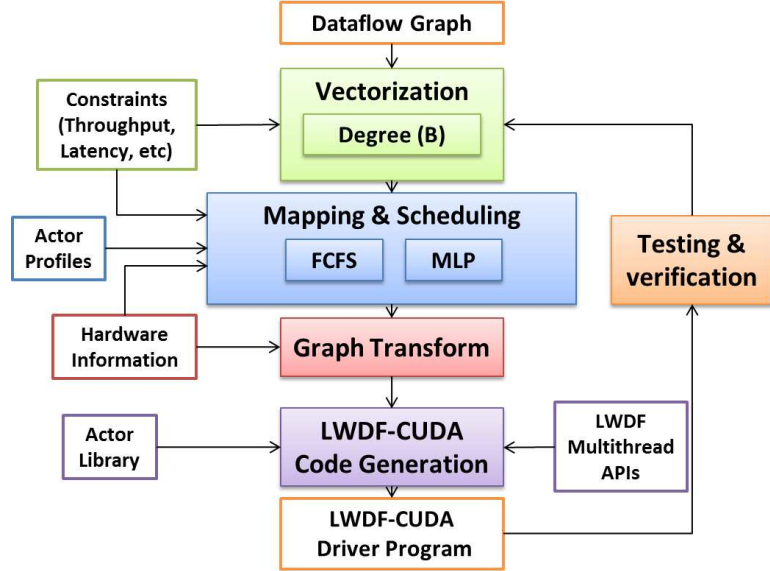 Dataflow Graph
Vectorization
Degree (B)
Constraints
(Throughput,
Latency, etc)
Mapping & Scheduling
FCFS
MLP
Actor
Profiles
Testing &
verification
Hardware
Information
Graph Transform
Actor
Library
LWDF-CUDA
Code Generation
LWDF
Multithread
APIs
LWDF-CUDA
Driver Program